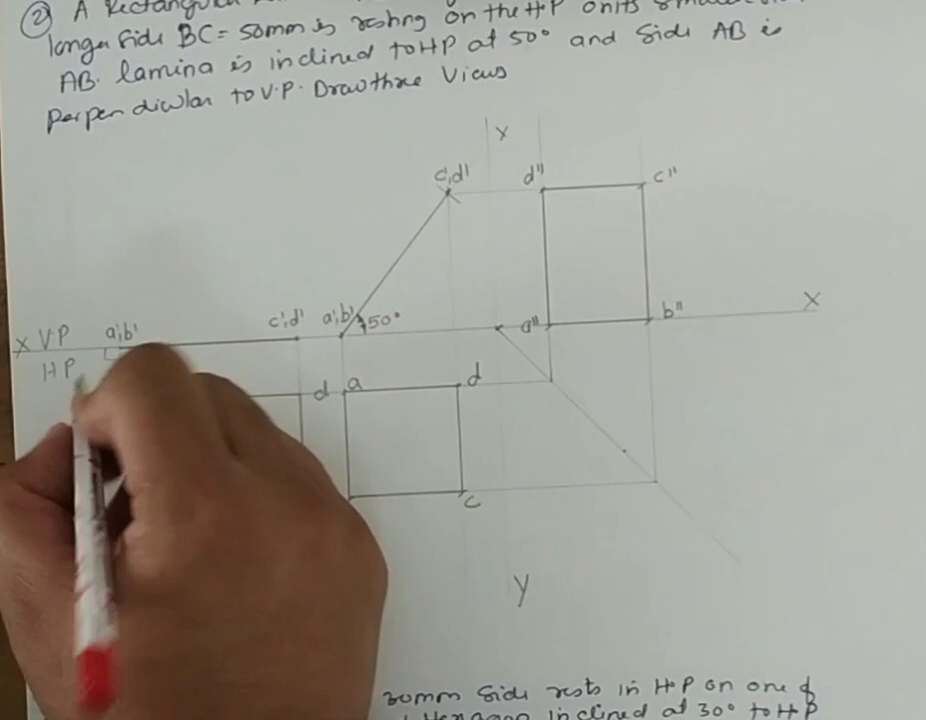 ② A Rectangular
longer side BC = 50mm is resting on the H.P on its
AB. lamina is inclined to HP at 50° and side AB is
perpendicular to V.P. Draw three Views
Y
c',d' d" c"
X VP a',b' c',d' a',b' 50° a" b" X
HP
d a d
c
y
30mm side rests in H.P on one of
Hexagon inclined at 30° to HP